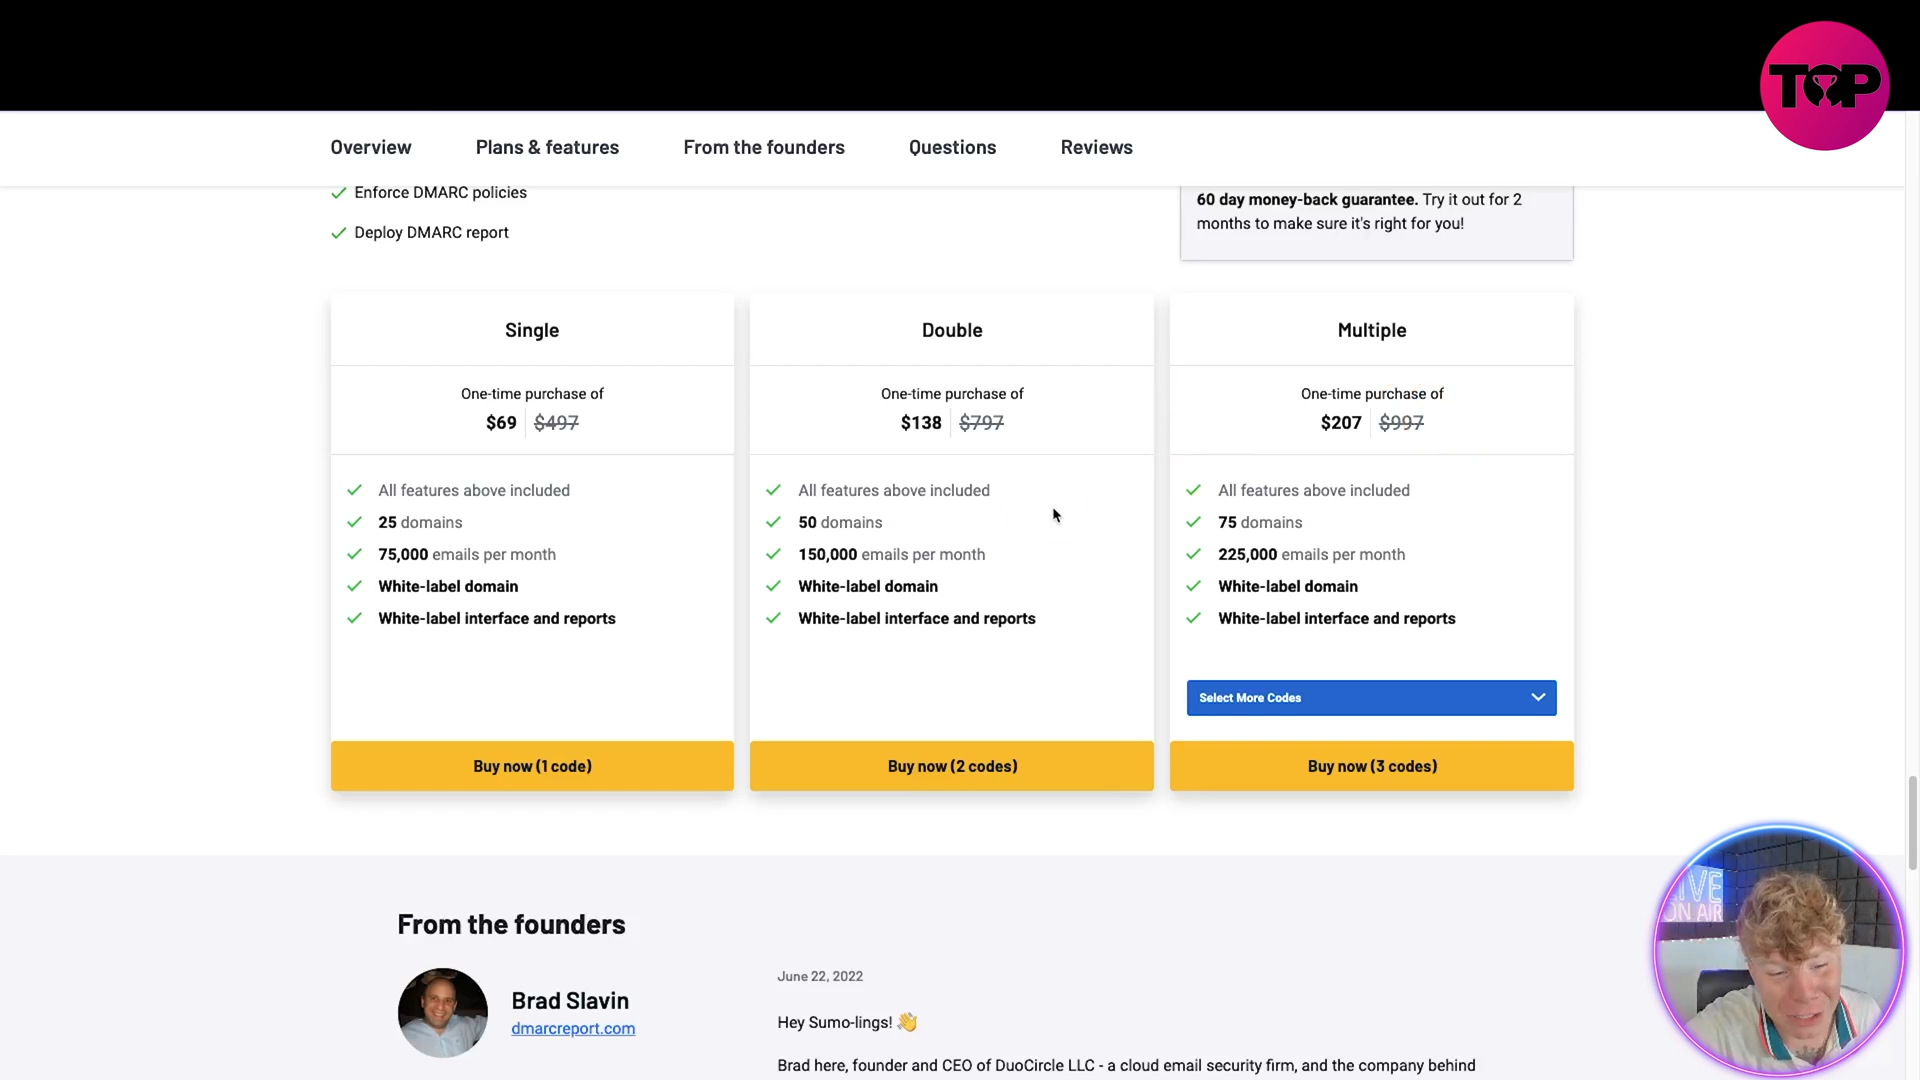 TOP
Overview
Plans & features
From the founders
Questions
Reviews
Enforce DMARC policies
Deploy DMARC report
60 day money-back guarantee. Try it out for 2
months to make sure it's right for you!
Single
One-time purchase of
$69 $497
All features above included
25 domains
75,000 emails per month
White-label domain
White-label interface and reports
Buy now (1 code)
Double
One-time purchase of
$138 $797
All features above included
50 domains
150,000 emails per month
White-label domain
White-label interface and reports
Buy now (2 codes)
Multiple
One-time purchase of
$207 $997
All features above included
75 domains
225,000 emails per month
White-label domain
White-label interface and reports
Select More Codes
Buy now (3 codes)
From the founders
Brad Slavin
dmarcreport.com
June 22, 2022
Hey Sumo-lings! 👋
Brad here, founder and CEO of DuoCircle LLC - a cloud email security firm, and the company behind
LIVE
ON AIR